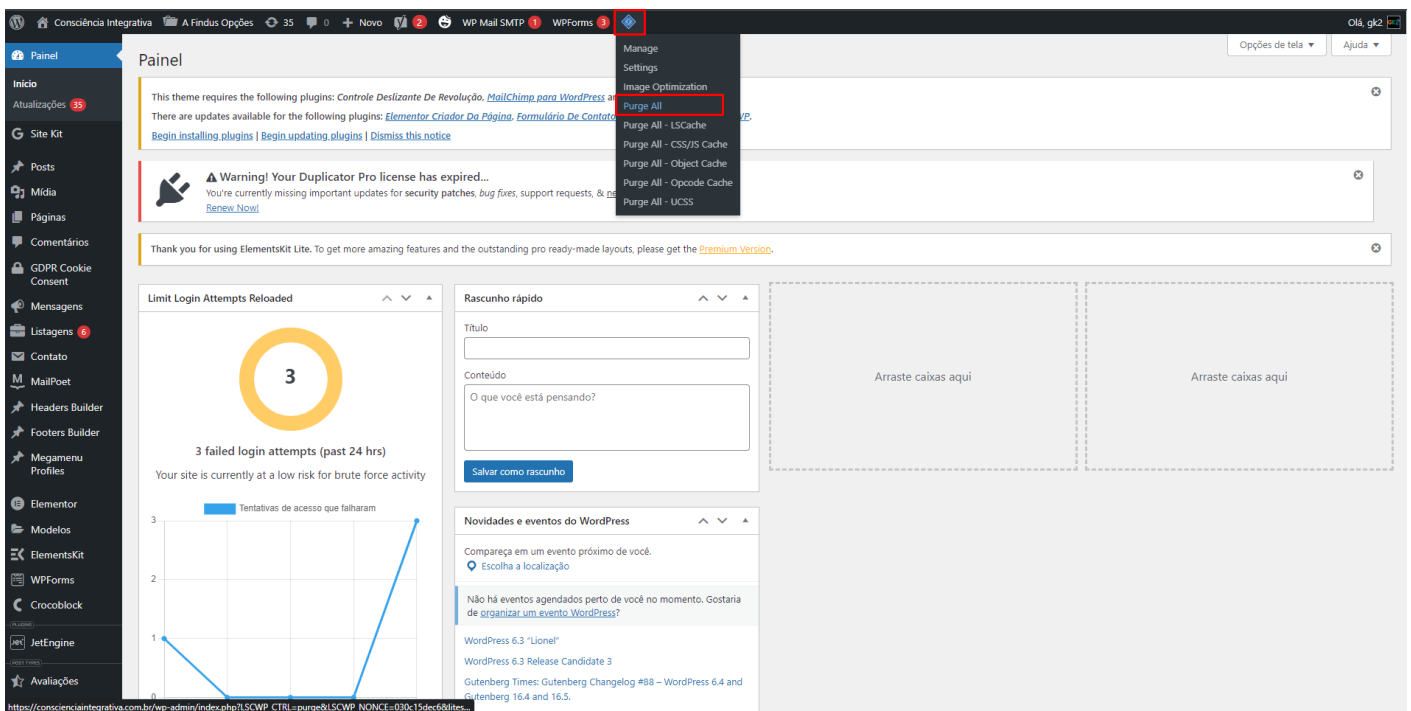 Consciência Integrativa A Findus Opções 35 0 Novo 2 WP Mail SMTP 1 WPForms 3 Olá, gk2
Painel
Início
Atualizações 35
Site Kit
Posts
Mídia
Páginas
Comentários
GDPR Cookie
Consent
Mensagens
Listagens 6
Contato
MailPoet
Headers Builder
Footers Builder
Megamenu
Profiles
Elementor
Modelos
ElementsKit
WPForms
Crocoblock
JetEngine
Avaliações
Manage
Settings
Image Optimization
Purge All
Purge All - LSCache
Purge All - CSS/JS Cache
Purge All - Object Cache
Purge All - Opcode Cache
Purge All - UCSS
Opções de tela ▼ Ajuda ▼
Painel
This theme requires the following plugins: Controle Deslizante De Revolução, MailChimp para WordPress
There are updates available for the following plugins: Elementor Criador Da Página, Formulário De
Begin installing plugins | Begin updating plugins | Dismiss this notice
Warning! Your Duplicator Pro license has expired...
You're currently missing important updates for security patches, bug fixes, support requests, &
Renew Now!
Thank you for using ElementsKit Lite. To get more amazing features and the outstanding pro ready-made layouts, please get the Premium Version.
Limit Login Attempts Reloaded
3
3 failed login attempts (past 24 hrs)
Your site is currently at a low risk for brute force activity
Tentativas de acesso que falharam
3
2
1
0
Rascunho rápido
Título
Conteúdo
O que você está pensando?
Salvar como rascunho
Novidades e eventos do WordPress
Compareça em um evento próximo de você.
Escolha a localização
Não há eventos agendados perto de você no momento. Gostaria
de organizar um evento WordPress?
WordPress 6.3 "Lionel"
WordPress 6.3 Release Candidate 3
Gutenberg Times: Gutenberg Changelog #88 – WordPress 6.4 and
Gutenberg 16.4 and 16.5.
Arraste caixas aqui
Arraste caixas aqui
https://conscienciaintegrativa.com.br/wp-admin/index.php?LSCWP_CTRL=purge&LSCWP_NONCE=030c15dec6&lites...